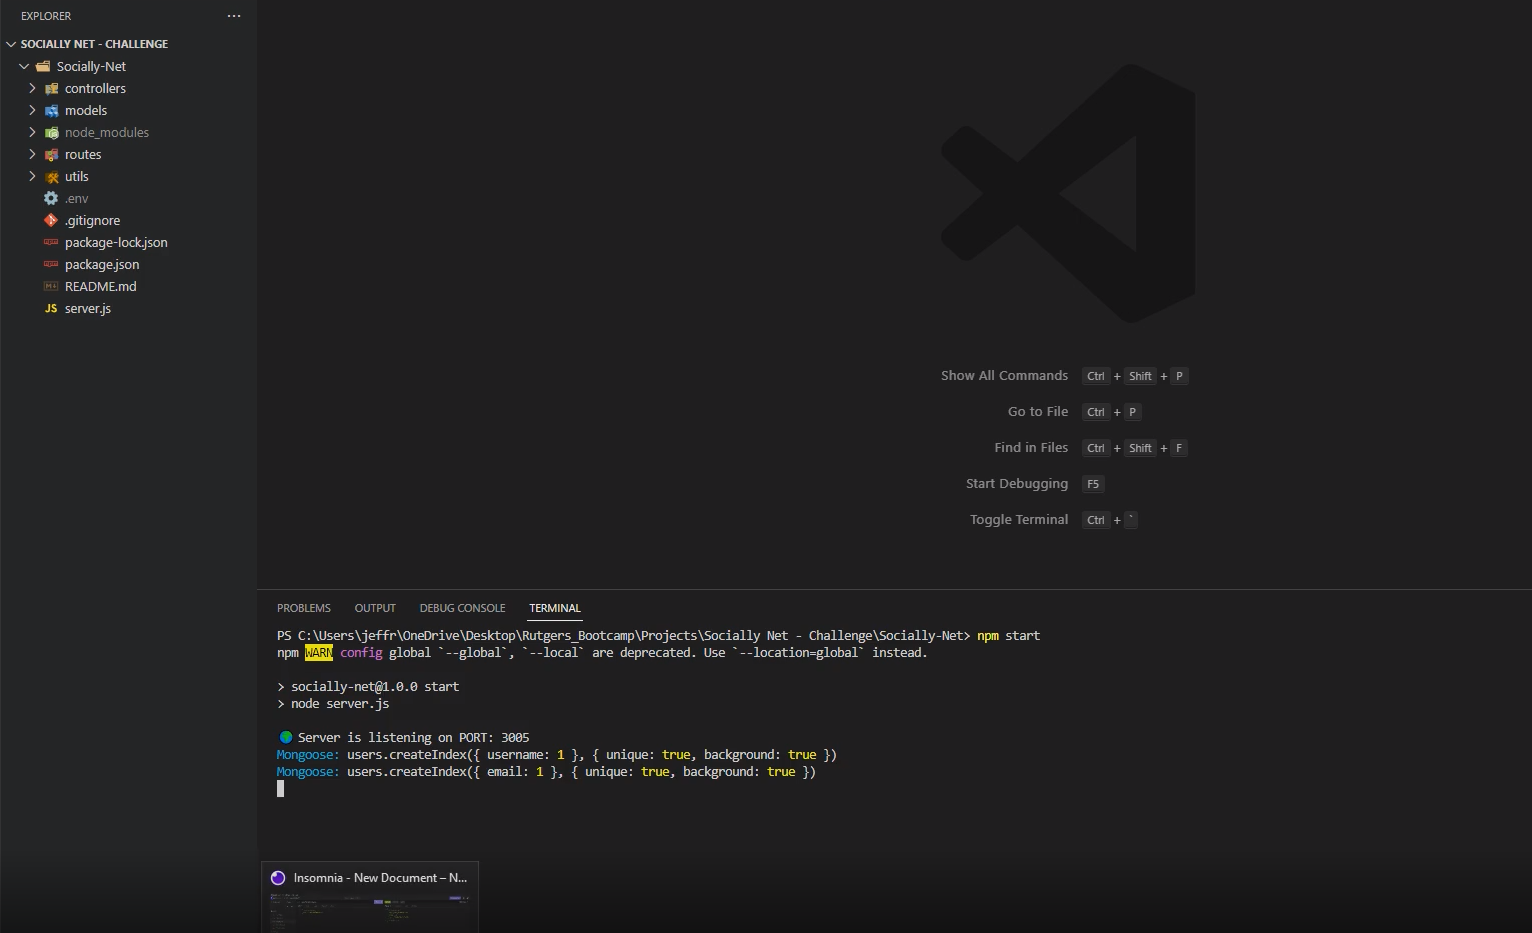 EXPLORER
SOCIALLY NET - CHALLENGE
Socially-Net
controllers
models
node_modules
routes
utils
.env
.gitignore
package-lock.json
package.json
README.md
JS server.js
Show All Commands Ctrl + Shift + P
Go to File Ctrl + P
Find in Files Ctrl + Shift + F
Start Debugging F5
Toggle Terminal Ctrl + `
PROBLEMS OUTPUT DEBUG CONSOLE TERMINAL
PS C:\Users\jeffr\OneDrive\Desktop\Rutgers_Bootcamp\Projects\Socially Net - Challenge\Socially-Net> npm start
npm WARN config global `--global`, `--local` are deprecated. Use `--location=global` instead.
> socially-net@1.0.0 start
> node server.js
Server is listening on PORT: 3005
Mongoose: users.createIndex({ username: 1 }, { unique: true, background: true })
Mongoose: users.createIndex({ email: 1 }, { unique: true, background: true })
Insomnia - New Document – N...